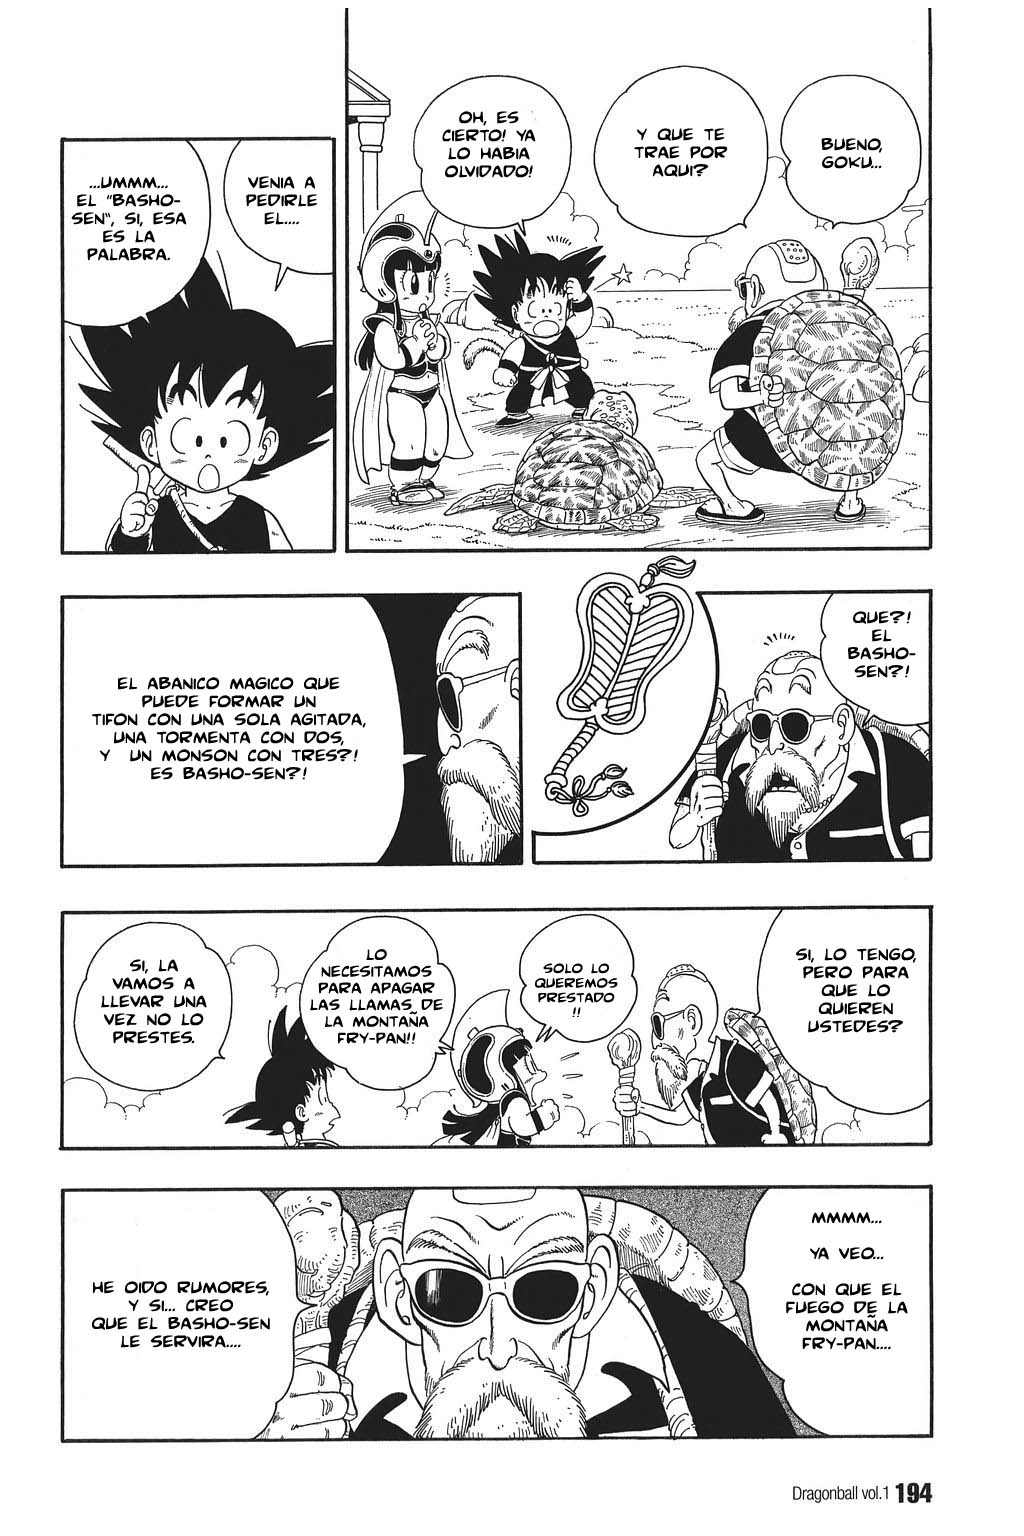 BUENO,
GOKU...
Y QUE TE
TRAE POR
AQUI?
OH, ES
CIERTO! YA
LO HABIA
OLVIDADO!
VENIA A
PEDIRLE
EL....
...UMMM...
EL "BASHO-
SEN", SI, ESA
ES LA
PALABRA.
QUE?!
EL
BASHO-
SEN?!
EL ABANICO MAGICO QUE
PUEDE FORMAR UN
TIFON CON UNA SOLA AGITADA,
UNA TORMENTA CON DOS,
Y UN MONSON CON TRES?!
ES BASHO-SEN?!
SI, LO TENGO,
PERO PARA
QUE LO
QUIEREN
USTEDES?
SOLO LO
QUEREMOS
PRESTADO
!!
LO
NECESITAMOS
PARA APAGAR
LAS LLAMAS DE
LA MONTAÑA
FRY-PAN!!
SI, LA
VAMOS A
LLEVAR UNA
VEZ NO LO
PRESTES.
MMMM...
YA VEO...
CON QUE EL
FUEGO DE LA
MONTAÑA
FRY-PAN....
HE OIDO RUMORES,
Y SI... CREO
QUE EL BASHO-SEN
LE SERVIRA....
Dragonball vol.1 194